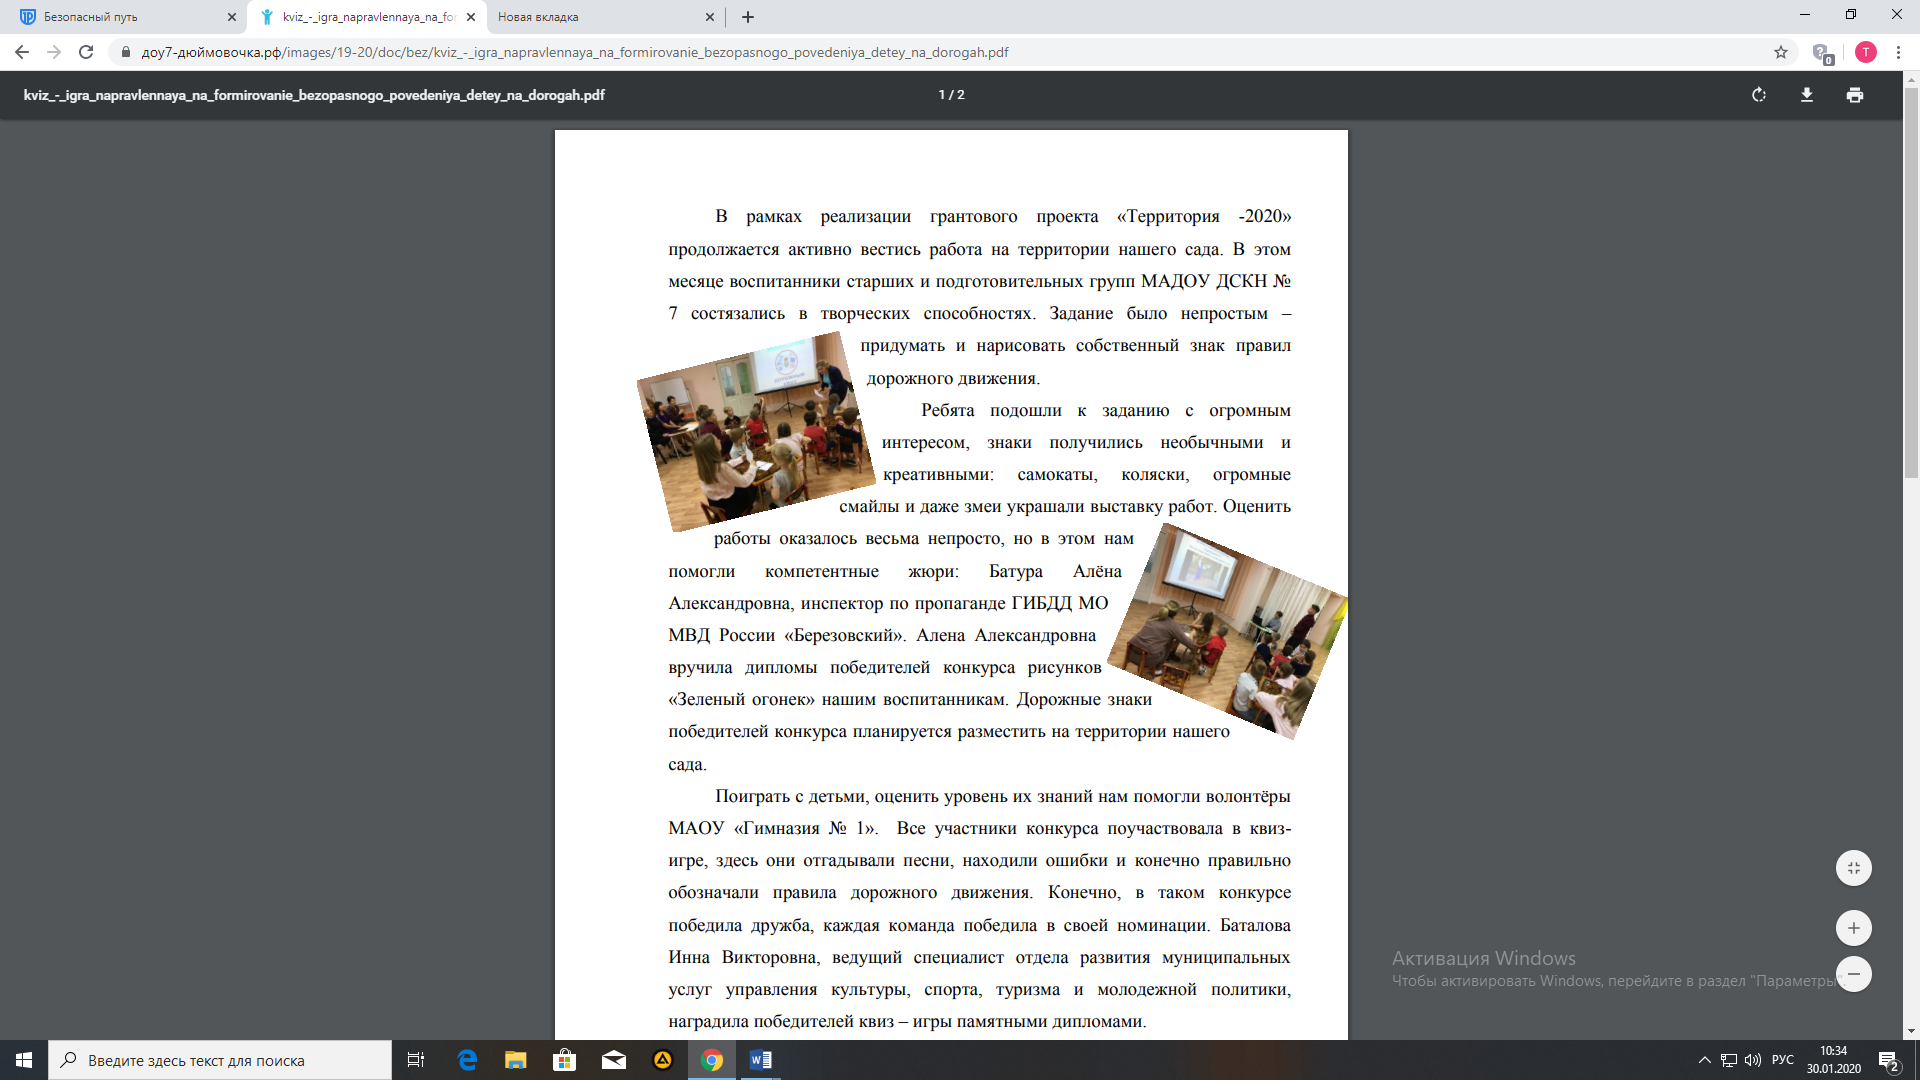 Безопасный путь
kviz_-_igra_napravlennaya_na_for
Новая вкладка
доу7-дюймовочка.рф/images/19-20/doc/bez/kviz_-_igra_napravlennaya_na_formirovanie_bezopasnogo_povedeniya_detey_na_dorogah.pdf
0
T
kviz_-_igra_napravlennaya_na_formirovanie_bezopasnogo_povedeniya_detey_na_dorogah.pdf
1 / 2
В рамках реализации грантового проекта «Территория -2020»
продолжается активно вестись работа на территории нашего сада. В этом
месяце воспитанники старших и подготовительных групп МАДОУ ДСКН №
7 состязались в творческих способностях. Задание было непростым –
придумать и нарисовать собственный знак правил
дорожного движения.
Ребята подошли к заданию с огромным
интересом, знаки получились необычными и
креативными: самокаты, коляски, огромные
смайлы и даже змеи украшали выставку работ. Оценить
работы оказалось весьма непросто, но в этом нам
помогли компетентные жюри: Батура Алёна
Александровна, инспектор по пропаганде ГИБДД МО
МВД России «Березовский». Алена Александровна
вручила дипломы победителей конкурса рисунков
«Зеленый огонек» нашим воспитанникам. Дорожные знаки
победителей конкурса планируется разместить на территории нашего
сада.
Поиграть с детьми, оценить уровень их знаний нам помогли волонтёры
МАОУ «Гимназия № 1». Все участники конкурса поучаствовала в квиз-
игре, здесь они отгадывали песни, находили ошибки и конечно правильно
обозначали правила дорожного движения. Конечно, в таком конкурсе
победила дружба, каждая команда победила в своей номинации. Баталова
Инна Викторовна, ведущий специалист отдела развития муниципальных
услуг управления культуры, спорта, туризма и молодежной политики,
наградила победителей квиз – игры памятными дипломами.
Активация Windows
Чтобы активировать Windows, перейдите в раздел "Параметры".
Введите здесь текст для поиска
РУС
10:34
30.01.2020
2